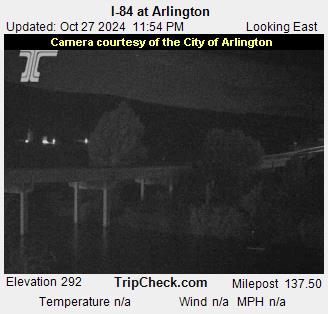 I-84 at Arlington
Updated: Oct 27 2024 11:54 PM Looking East
Camera courtesy of the City of Arlington
Elevation 292 TripCheck.com Milepost 137.50
Temperature n/a Wind n/a MPH n/a